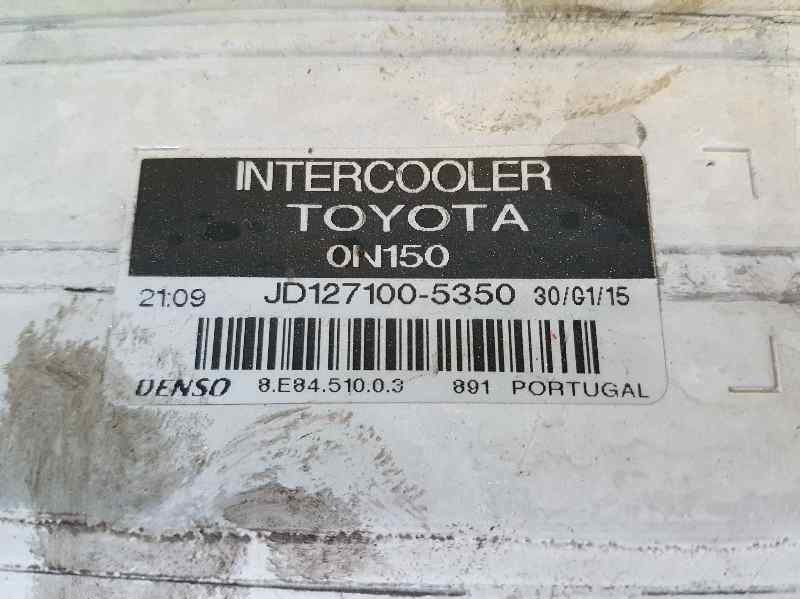 INTERCOOLER
TOYOTA
0N150
21:09 JD127100-5350 30/01/15
DENSO 8.E84.510.0.3 891 PORTUGAL